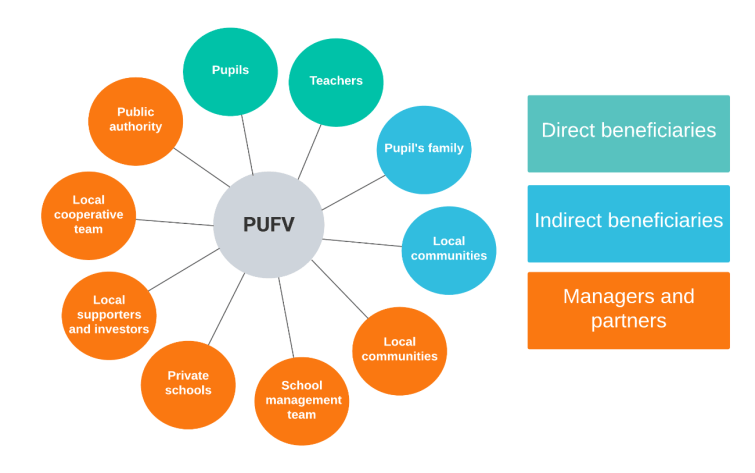 Pupils
Teachers
Public
authority
Pupil's family
Local
cooperative
team
PUFV
Local
communities
Local
supporters
and investors
Local
communities
Private
schools
School
management
team
Direct beneficiaries
Indirect beneficiaries
Managers and
partners